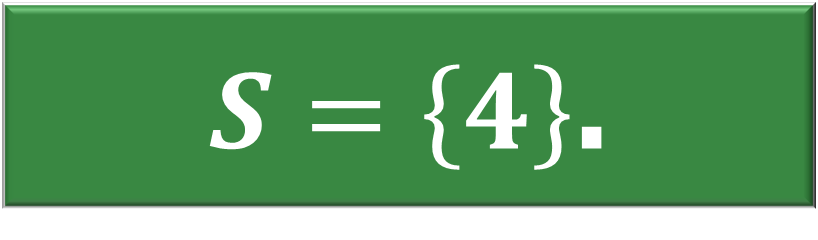 S = {4}.